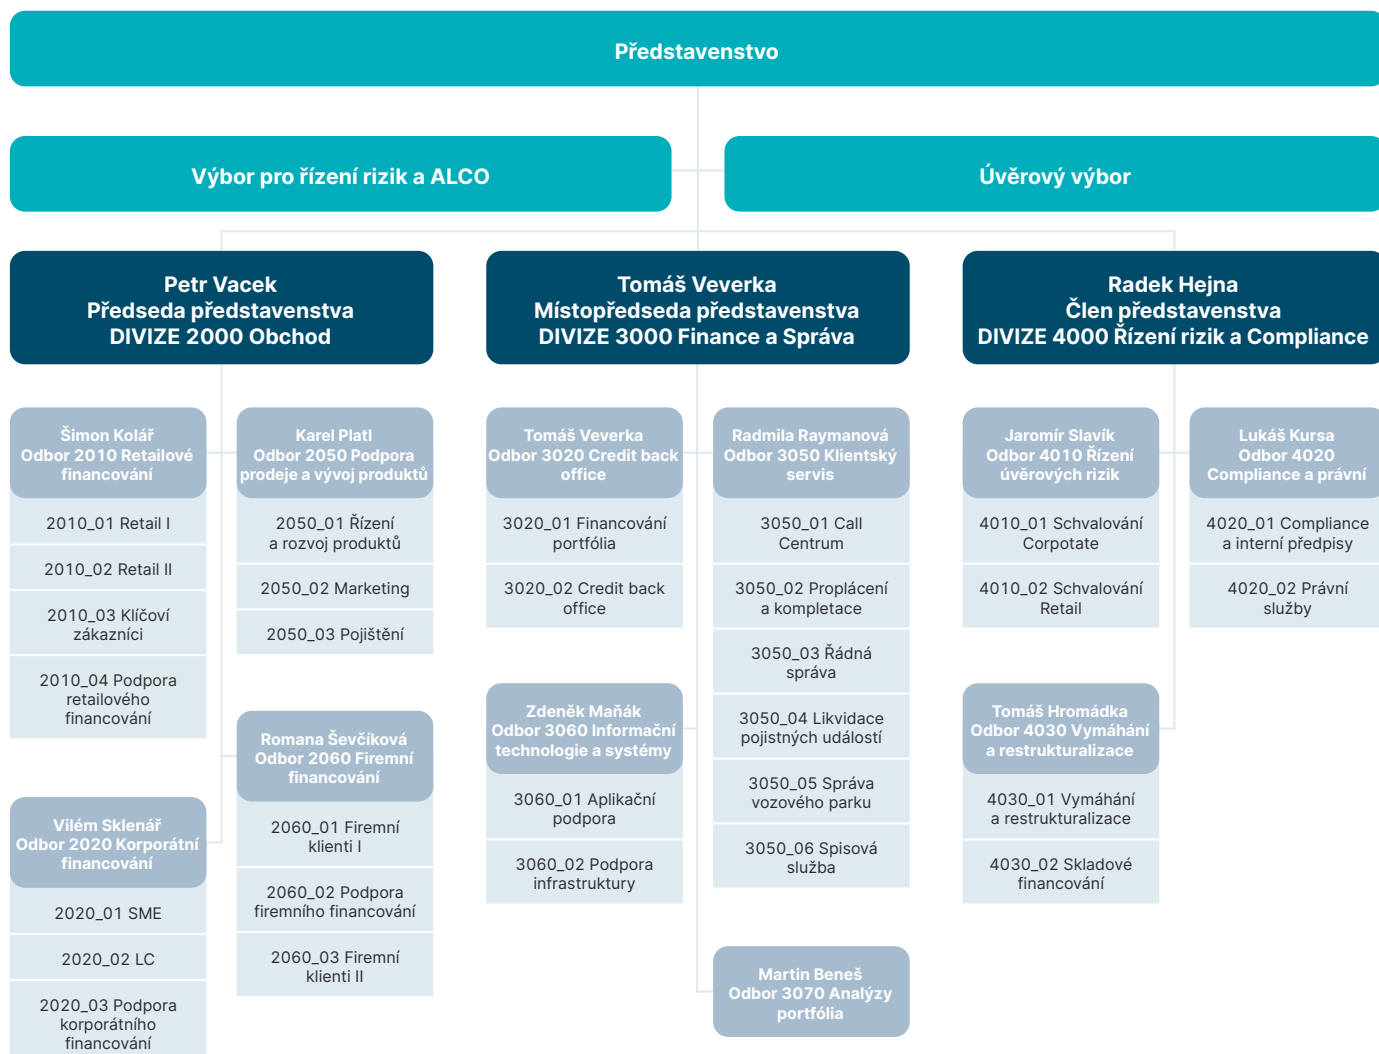 Představenstvo
Výbor pro řízení rizik a ALCO
Úvěrový výbor
Petr Vacek
Předseda představenstva
DIVIZE 2000 Obchod
Tomáš Veverka
Místopředseda představenstva
DIVIZE 3000 Finance a Správa
Radek Hejna
Člen představenstva
DIVIZE 4000 Řízení rizik a Compliance
Šimon Kolář
Odbor 2010 Retailové
financování
2010_01 Retail I
2010_02 Retail II
2010_03 Klíčoví
zákazníci
2010_04 Podpora
retailového
financování
Vilém Sklenář
Odbor 2020 Korporátní
financování
2020_01 SME
2020_02 LC
2020_03 Podpora
korporátního
financování
Karel Platl
Odbor 2050 Podpora
prodeje a vývoj produktů
2050_01 Řízení
a rozvoj produktů
2050_02 Marketing
2050_03 Pojištění
Romana Ševčíková
Odbor 2060 Firemní
financování
2060_01 Firemní
klienti I
2060_02 Podpora
firemního financování
2060_03 Firemní
klienti II
Tomáš Veverka
Odbor 3020 Credit back
office
3020_01 Financování
portfólia
3020_02 Credit back
office
Zdeněk Maňák
Odbor 3060 Informační
technologie a systémy
3060_01 Aplikační
podpora
3060_02 Podpora
infrastruktury
Radmila Raymanová
Odbor 3050 Klientský
servis
3050_01 Call
Centrum
3050_02 Proplácení
a kompletace
3050_03 Řádná
správa
3050_04 Likvidace
pojistných událostí
3050_05 Správa
vozového parku
3050_06 Spisová
služba
Martin Beneš
Odbor 3070 Analýzy
portfólia
Jaromír Slavík
Odbor 4010 Řízení
úvěrových rizik
4010_01 Schvalování
Corpotate
4010_02 Schvalování
Retail
Tomáš Hromádka
Odbor 4030 Vymáhání
a restrukturalizace
4030_01 Vymáhání
a restrukturalizace
4030_02 Skladové
financování
Lukáš Kursa
Odbor 4020
Compliance a právní
4020_01 Compliance
a interní předpisy
4020_02 Právní
služby